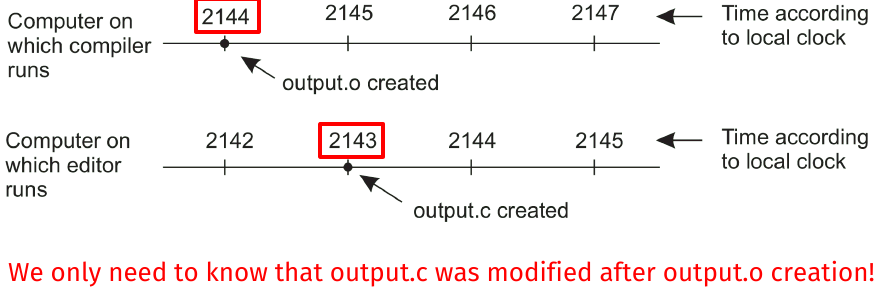 2144 2145 2146 2147
Computer on
which compiler
runs
Time according
to local clock
output.o created
Computer on
which editor
runs
2142 2143 2144 2145
Time according
to local clock
output.c created
We only need to know that output.c was modified after output.o creation!